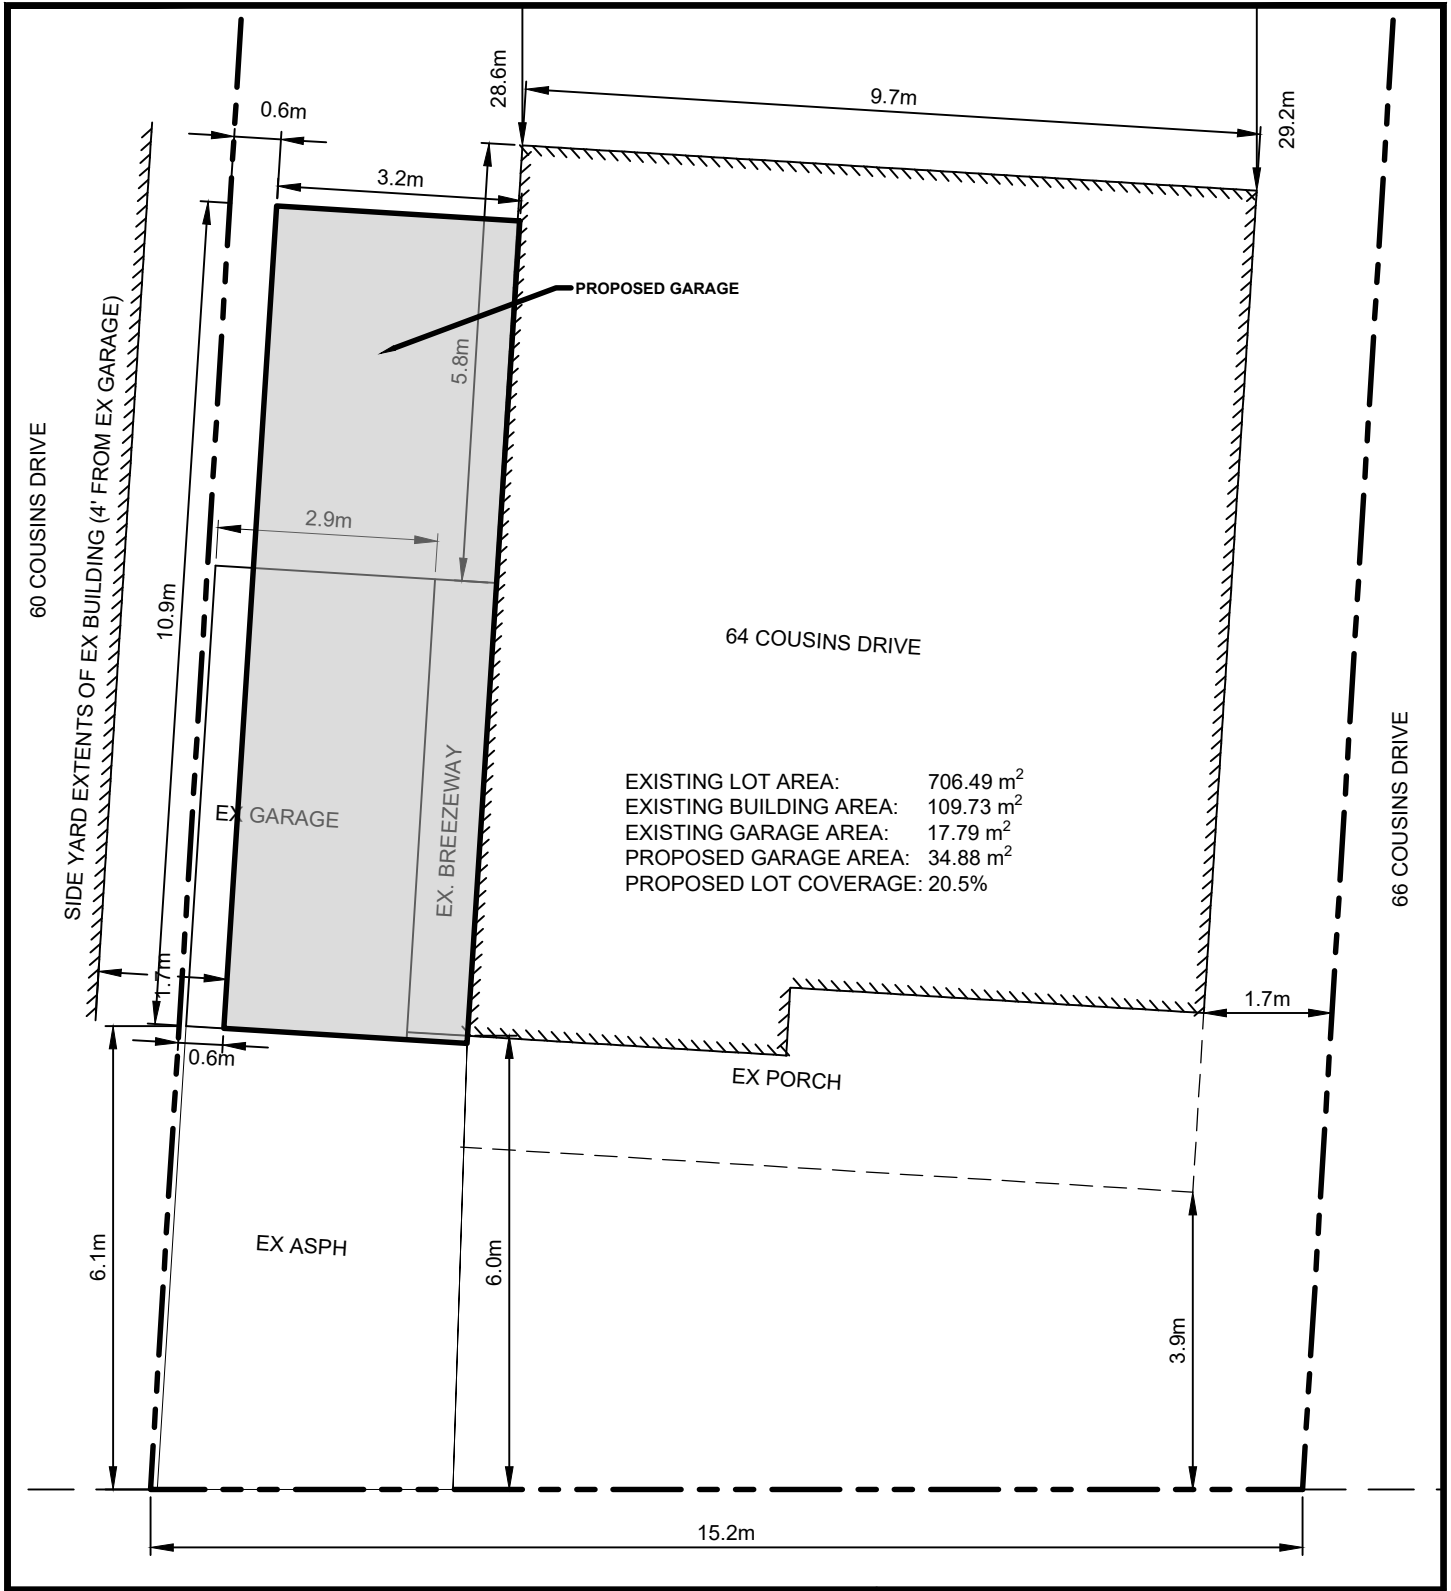 28.6m
9.7m
29.2m
0.6m
3.2m
PROPOSED GARAGE
5.8m
SIDE YARD EXTENTS OF EX BUILDING (4' FROM EX GARAGE)
60 COUSINS DRIVE
2.9m
10.9m
64 COUSINS DRIVE
66 COUSINS DRIVE
EXISTING LOT AREA: 706.49 m²
EXISTING BUILDING AREA: 109.73 m²
EXISTING GARAGE AREA: 17.79 m²
PROPOSED GARAGE AREA: 34.88 m²
PROPOSED LOT COVERAGE: 20.5%
EX GARAGE
EX. BREEZEWAY
1.7m
1.7m
0.6m
EX PORCH
6.1m
EX ASPH
6.0m
3.9m
15.2m